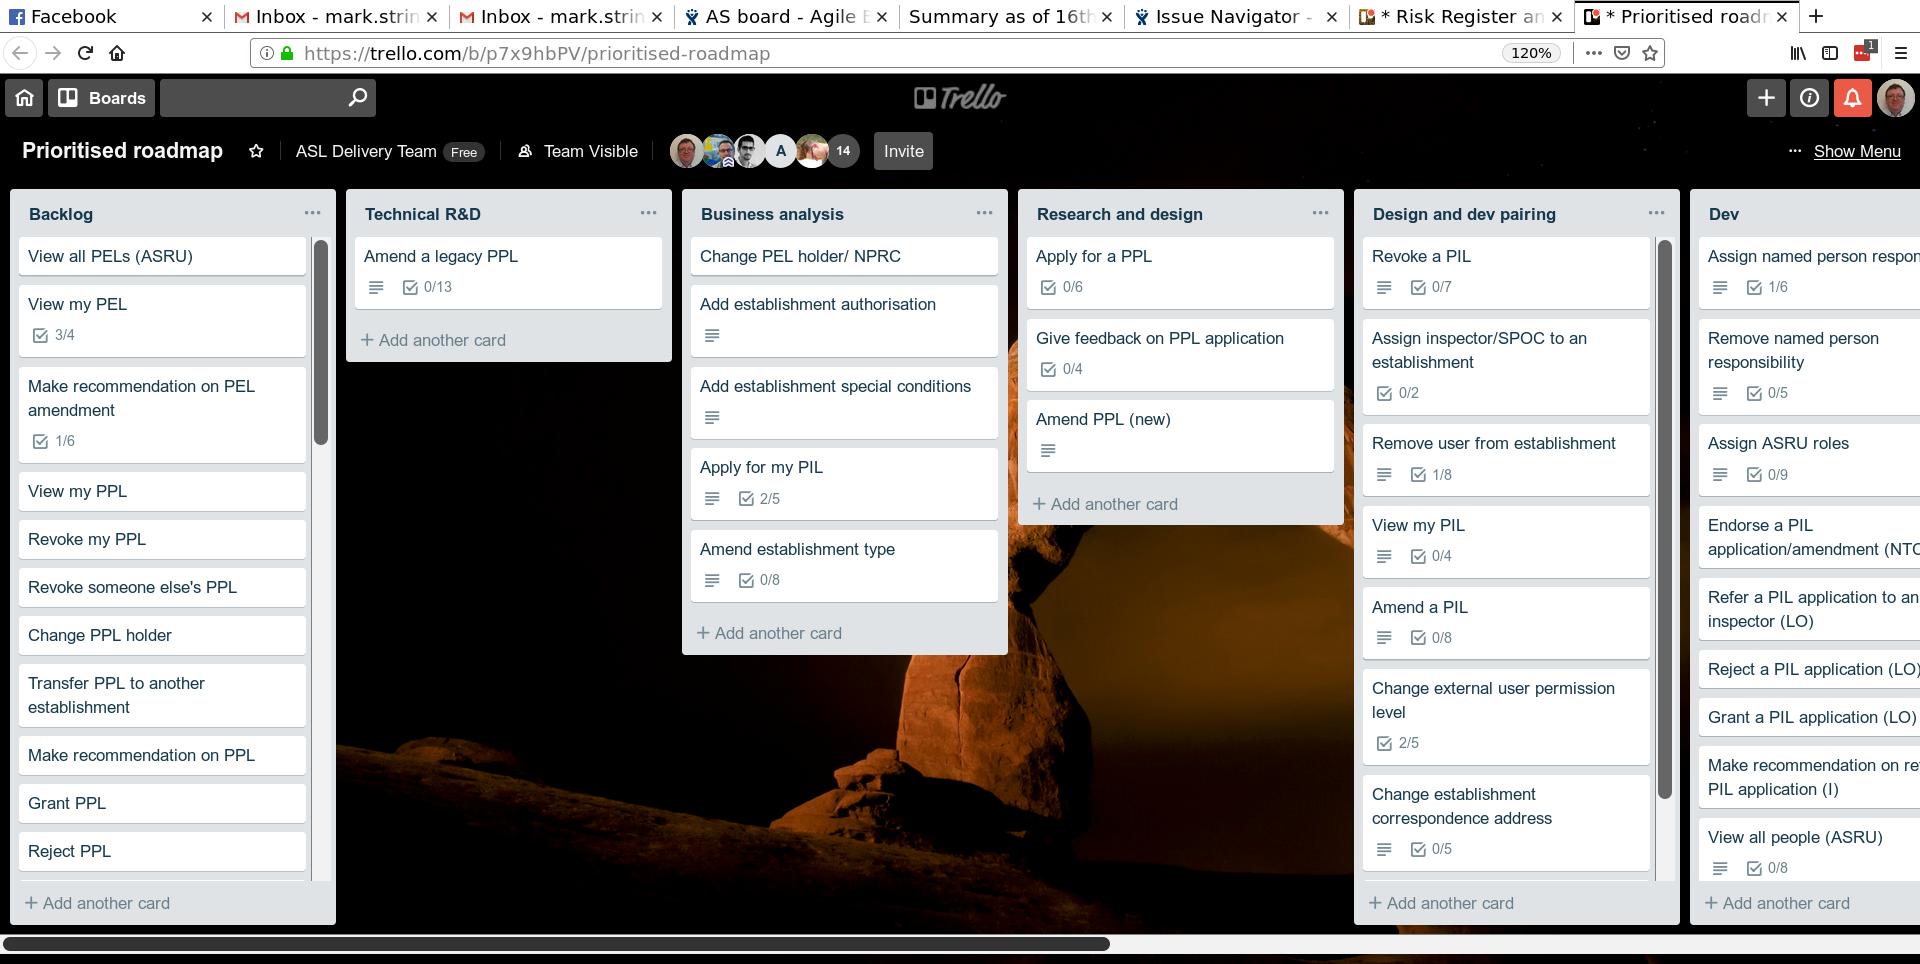 Facebook
Inbox - mark.strin
Inbox - mark.strin
AS board - Agile
Summary as of 16th
Issue Navigator -
* Risk Register an
* Prioritised roadm
https://trello.com/b/p7x9hbPV/prioritised-roadmap
120%
1
Boards
Trello
Prioritised roadmap
ASL Delivery Team Free
Team Visible
A
14
Invite
Show Menu
Backlog
View all PELs (ASRU)
View my PEL
3/4
Make recommendation on PEL
amendment
1/6
View my PPL
Revoke my PPL
Revoke someone else's PPL
Change PPL holder
Transfer PPL to another
establishment
Make recommendation on PPL
Grant PPL
Reject PPL
+ Add another card
Technical R&D
Amend a legacy PPL
0/13
+ Add another card
Business analysis
Change PEL holder/ NPRC
Add establishment authorisation
Add establishment special conditions
Apply for my PIL
2/5
Amend establishment type
0/8
+ Add another card
Research and design
Apply for a PPL
0/6
Give feedback on PPL application
0/4
Amend PPL (new)
+ Add another card
Design and dev pairing
Revoke a PIL
0/7
Assign inspector/SPOC to an
establishment
0/2
Remove user from establishment
1/8
View my PIL
0/4
Amend a PIL
0/8
Change external user permission
level
2/5
Change establishment
correspondence address
0/5
+ Add another card
Dev
Assign named person respon
1/6
Remove named person
responsibility
0/5
Assign ASRU roles
0/9
Endorse a PIL
application/amendment (NTC
Refer a PIL application to an
inspector (LO)
Reject a PIL application (LO)
Grant a PIL application (LO)
Make recommendation on re
PIL application (I)
View all people (ASRU)
0/8
+ Add another card